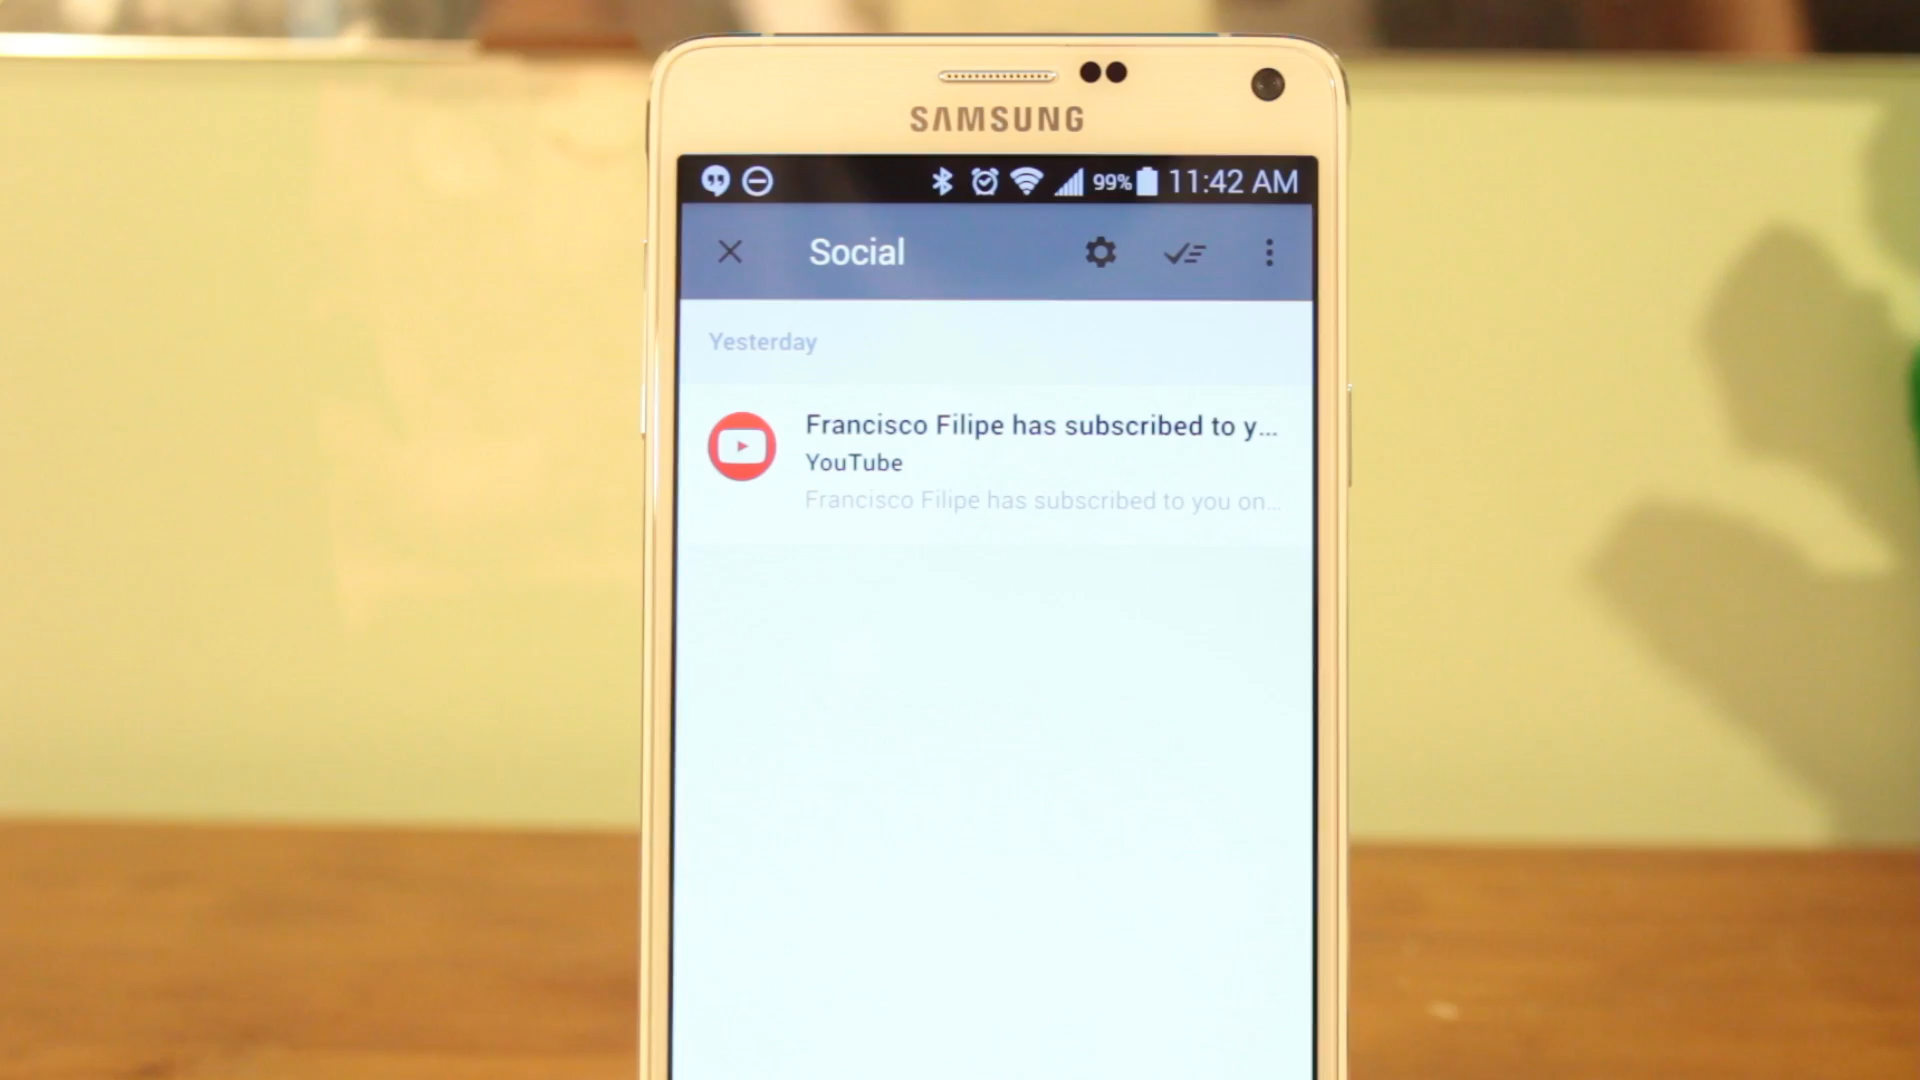 SAMSUNG
99% 11:42 AM
Social
Yesterday
Francisco Filipe has subscribed to y...
YouTube
Francisco Filipe has subscribed to you on...